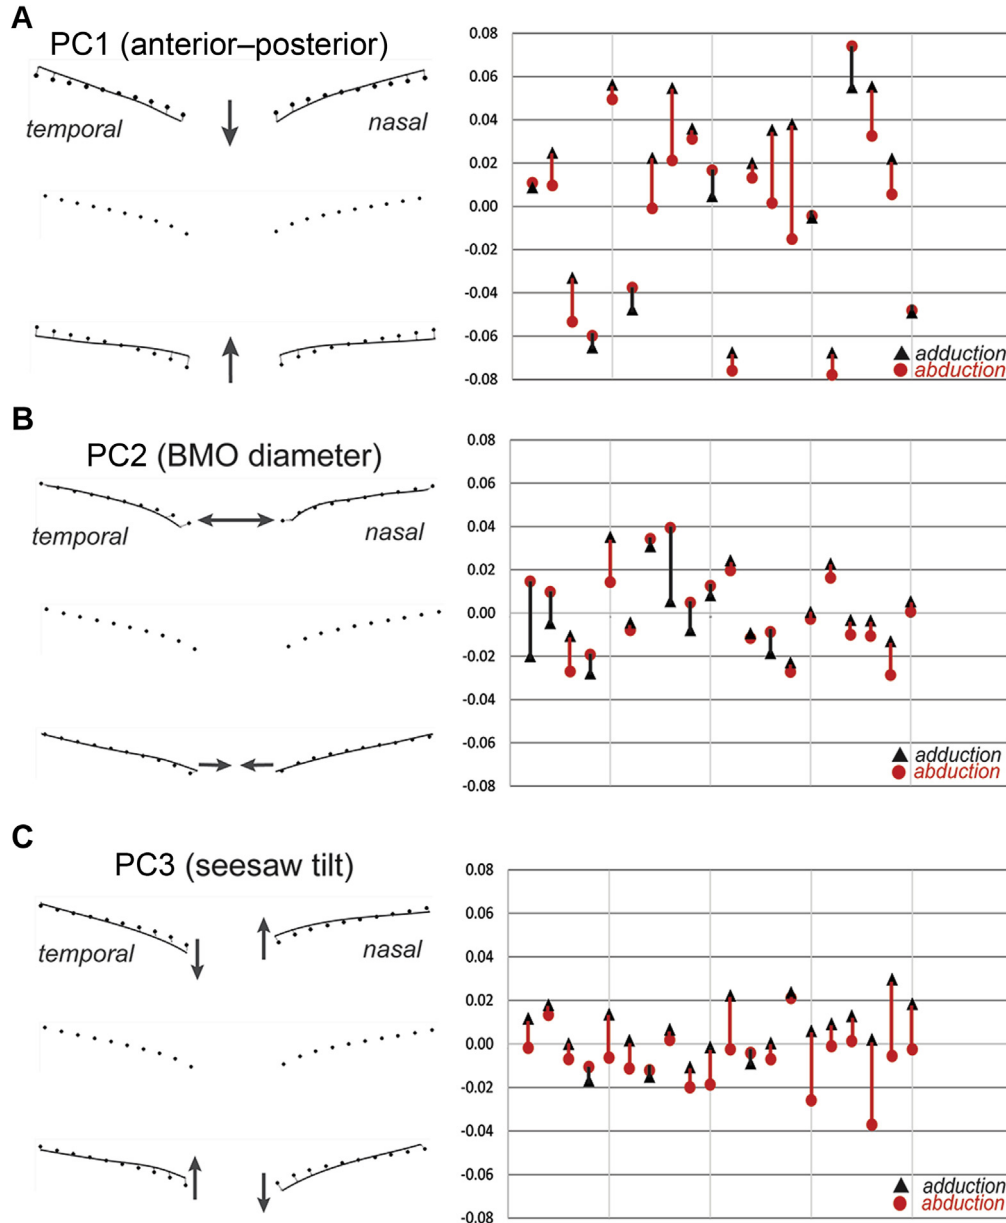 A
PC1 (anterior–posterior)
temporal
nasal
0.08
0.06
0.04
0.02
0.00
-0.02
-0.04
-0.06
-0.08
adduction
abduction
B
PC2 (BMO diameter)
temporal
nasal
0.08
0.06
0.04
0.02
0.00
-0.02
-0.04
-0.06
-0.08
adduction
abduction
C
PC3 (seesaw tilt)
temporal
nasal
0.08
0.06
0.04
0.02
0.00
-0.02
-0.04
-0.06
-0.08
adduction
abduction